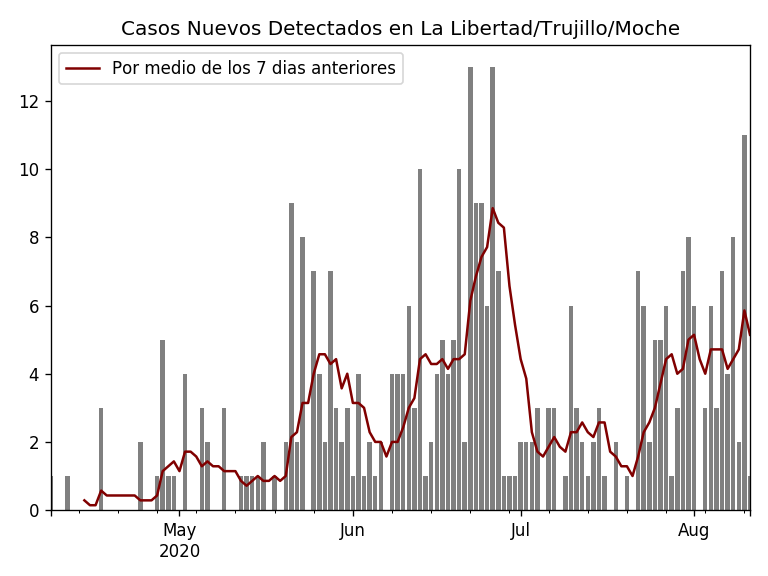 Casos Nuevos Detectados en La Libertad/Trujillo/Moche
Por medio de los 7 dias anteriores
12
10
8
6
4
2
0
May
2020
Jun
Jul
Aug